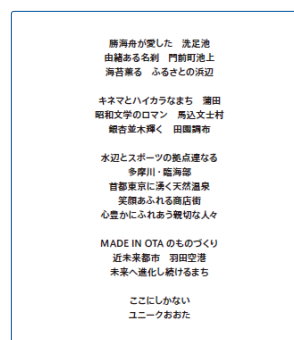 勝海舟が愛した　洗足池
由緒ある名刹　門前町池上
海苔薫る　ふるさとの浜辺
キネマとハイカラなまち　蒲田
昭和文学のロマン　馬込文士村
銀杏並木輝く　田園調布
水辺とスポーツの拠点連なる
多摩川・臨海部
首都東京に湧く天然温泉
笑顔あふれる商店街
心豊かにふれあう親切な人々
MADE IN OTA のものづくり
近未来都市　羽田空港
未来へ進化し続けるまち
ここにしかない
ユニークおおた